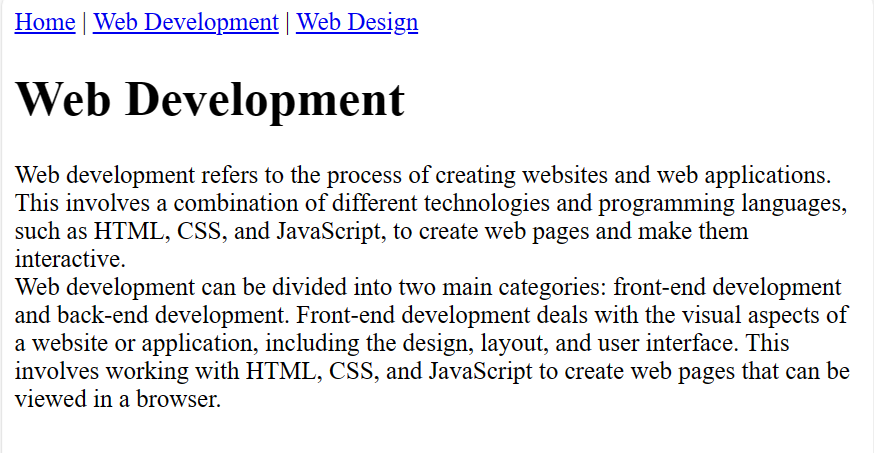 Home | Web Development | Web Design
Web Development
Web development refers to the process of creating websites and web applications.
This involves a combination of different technologies and programming languages,
such as HTML, CSS, and JavaScript, to create web pages and make them
interactive.
Web development can be divided into two main categories: front-end development
and back-end development. Front-end development deals with the visual aspects of
a website or application, including the design, layout, and user interface. This
involves working with HTML, CSS, and JavaScript to create web pages that can be
viewed in a browser.